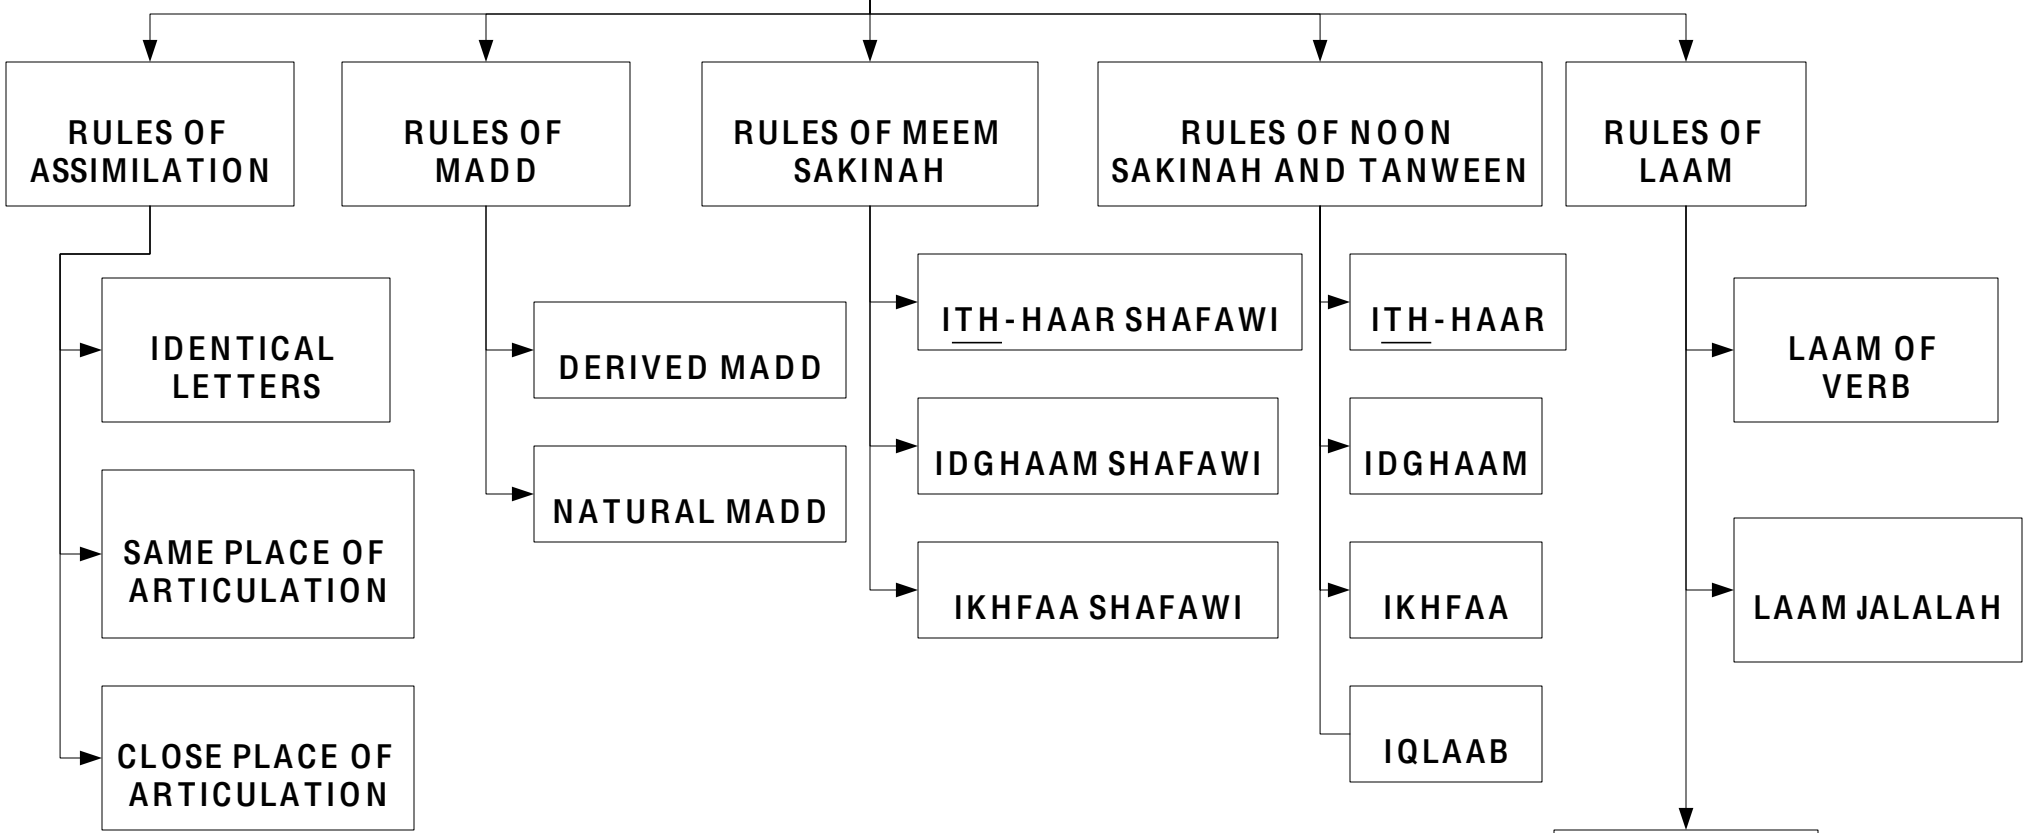 RULES OF
ASSIMILATION
RULES OF
MADD
RULES OF MEEM
SAKINAH
RULES OF NOON
SAKINAH AND TANWEEN
RULES OF
LAAM
IDENTICAL
LETTERS
SAME PLACE OF
ARTICULATION
CLOSE PLACE OF
ARTICULATION
DERIVED MADD
NATURAL MADD
ITH-HAAR SHAFAWI
IDGHAAM SHAFAWI
IKHFAA SHAFAWI
ITH-HAAR
IDGHAAM
IKHFAA
IQLAAB
LAAM OF
VERB
LAAM JALALAH